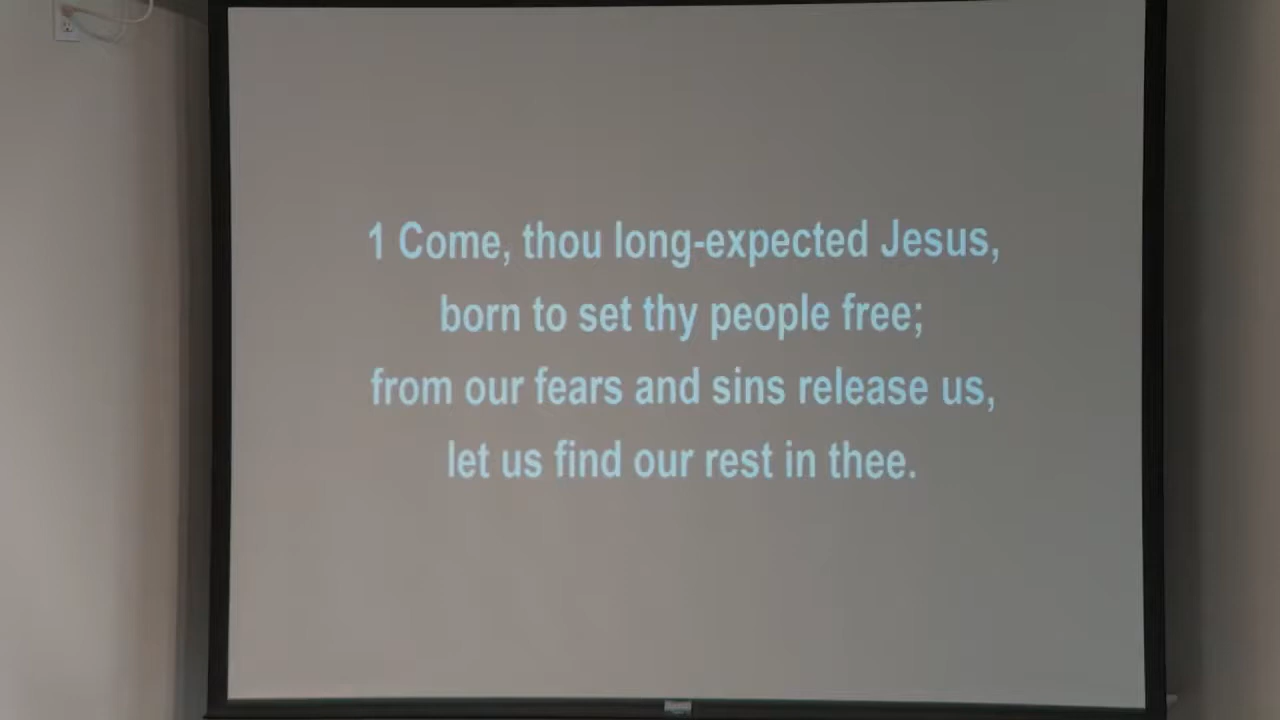 1 Come, thou long-expected Jesus,
born to set thy people free;
from our fears and sins release us,
let us find our rest in thee.